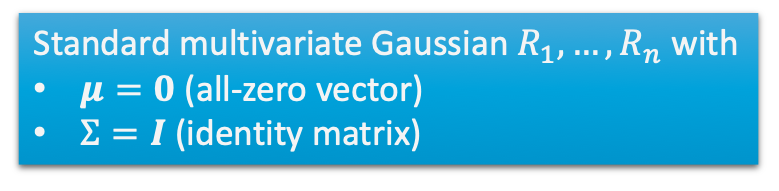 Standard multivariate Gaussian R₁, … , Rₙ with
• μ = 0 (all-zero vector)
• Σ = I (identity matrix)